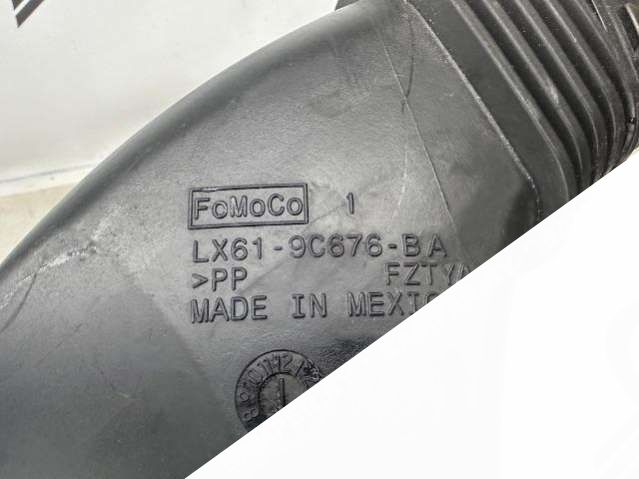 FoMoCo 1
LX61-9C676-BA
>PP
MADE IN